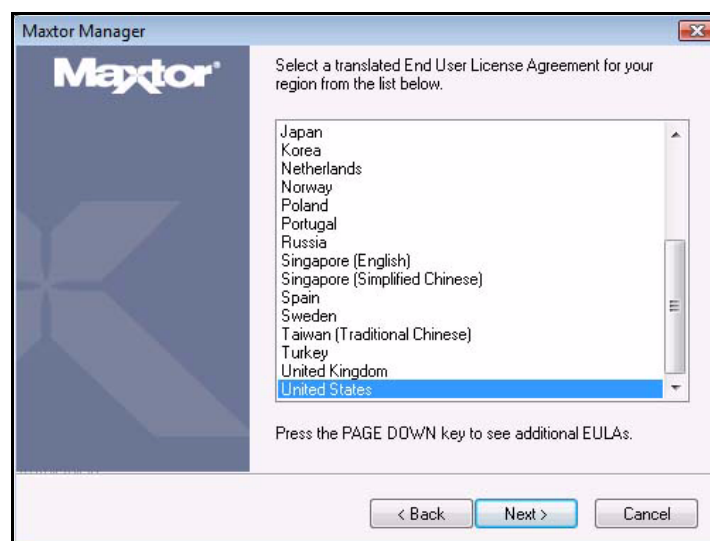 Maxtor Manager
Maxtor®
Select a translated End User License Agreement for your
region from the list below.
Japan
Korea
Netherlands
Norway
Poland
Portugal
Russia
Singapore (English)
Singapore (Simplified Chinese)
Spain
Sweden
Taiwan (Traditional Chinese)
Turkey
United Kingdom
United States
Press the PAGE DOWN key to see additional EULAs.
< Back
Next >
Cancel